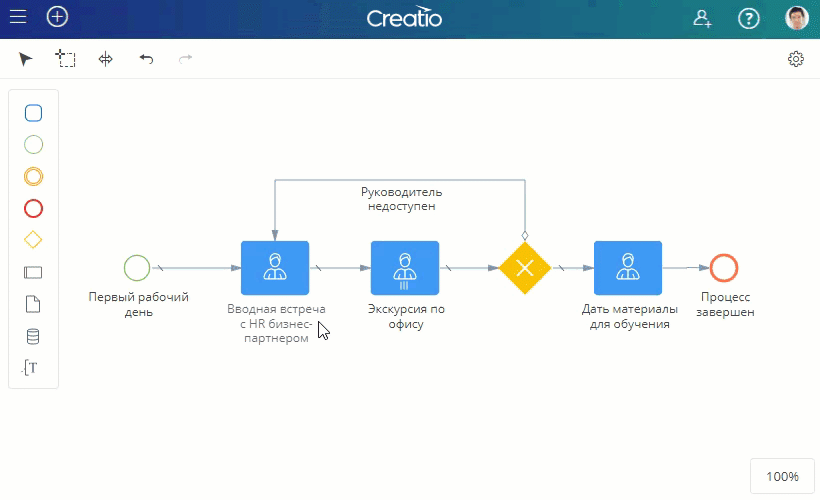 Creatio
Руководитель
недоступен
Первый рабочий
день
Вводная встреча
с HR бизнес-
партнером
Экскурсия по
офису
Дать материалы
для обучения
Процесс
завершен
T
100%